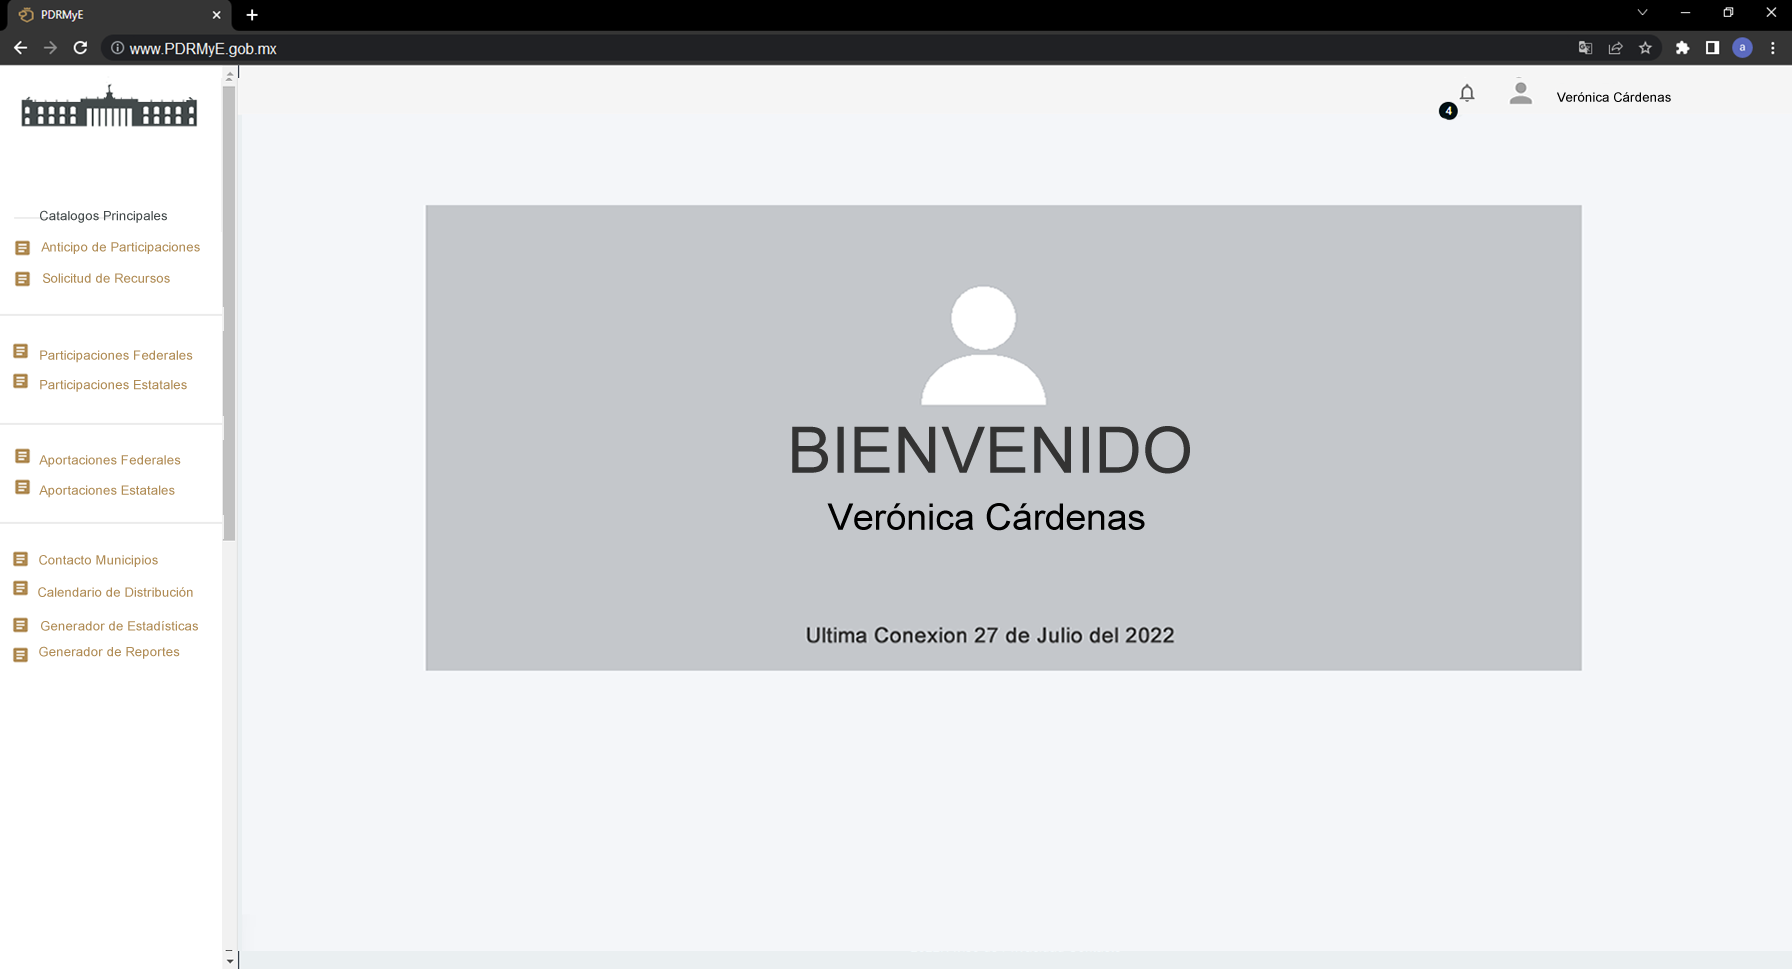 PDRMyE
www.PDRMyE.gob.mx
a
4
Verónica Cárdenas
Catalogos Principales
Anticipo de Participaciones
Solicitud de Recursos
Participaciones Federales
Participaciones Estatales
Aportaciones Federales
Aportaciones Estatales
Contacto Municipios
Calendario de Distribución
Generador de Estadísticas
Generador de Reportes
BIENVENIDO
Verónica Cárdenas
Ultima Conexion 27 de Julio del 2022